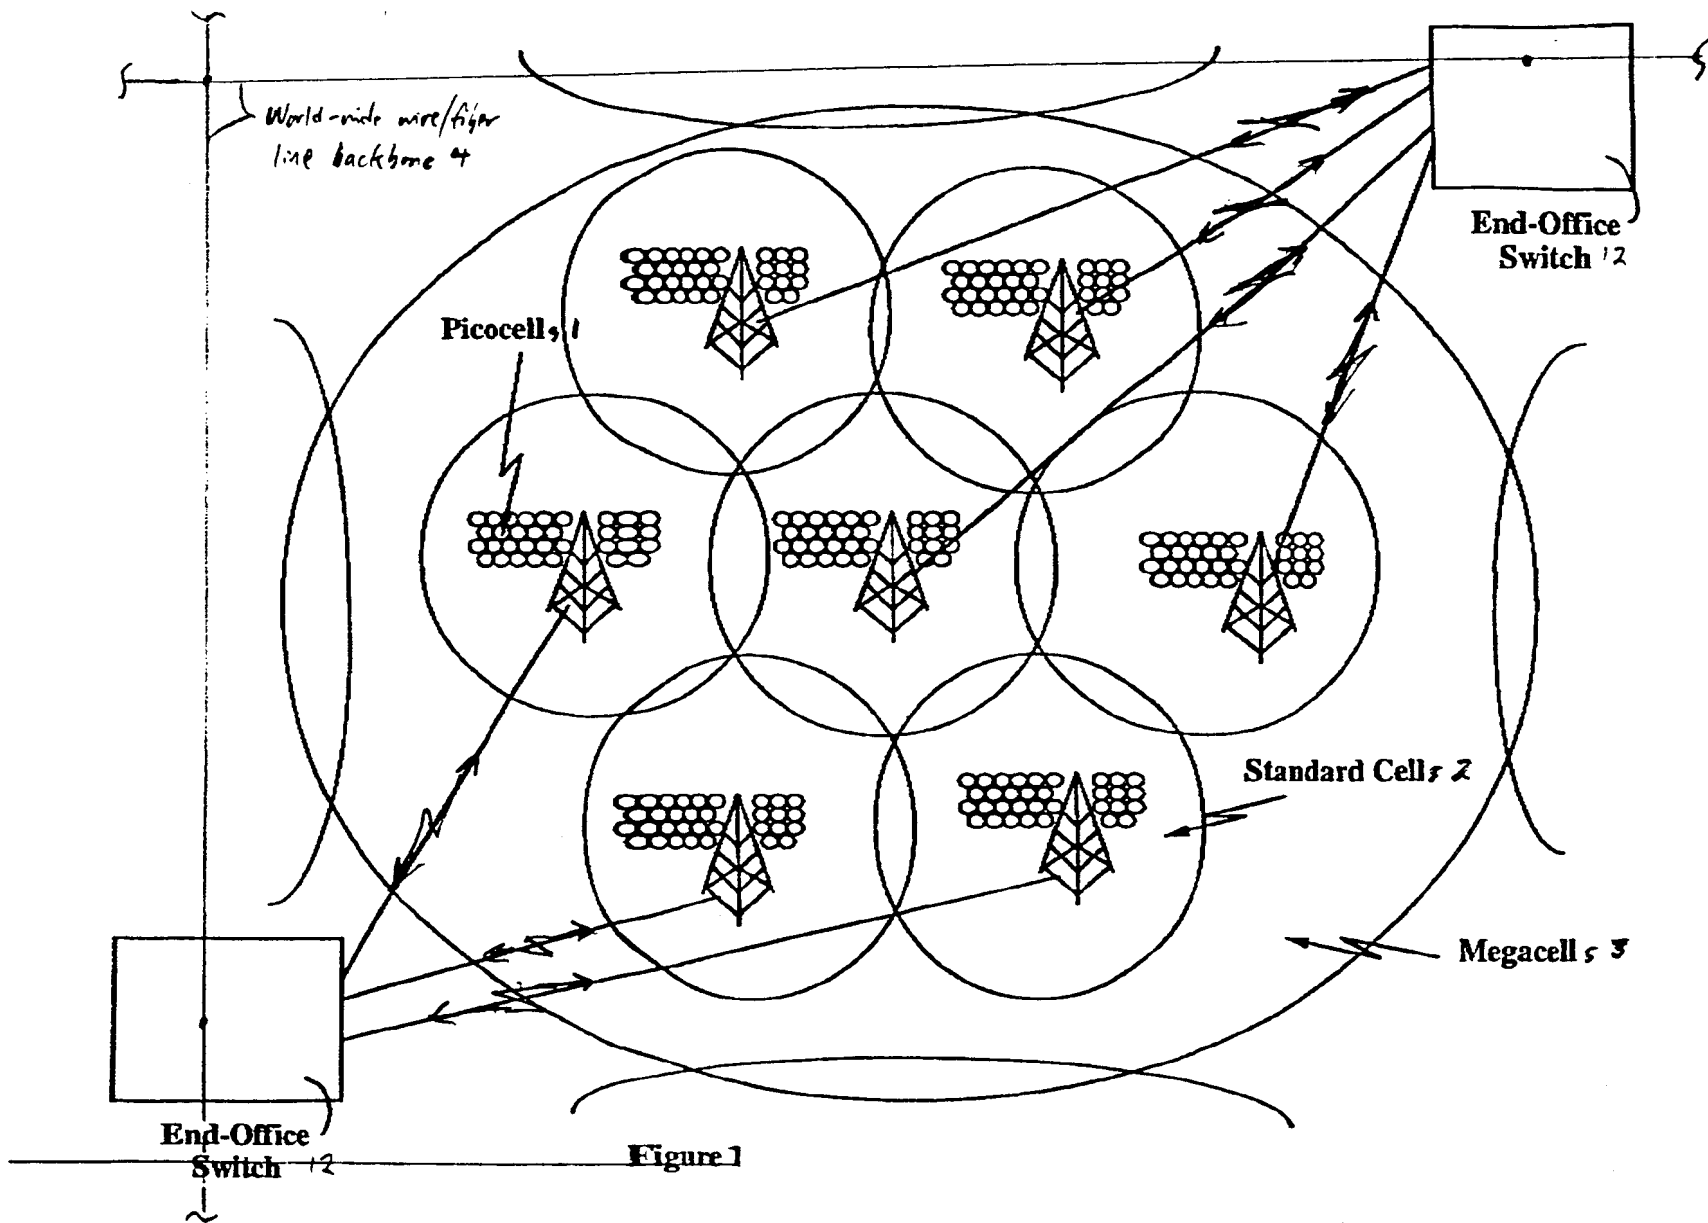 World-wide wire/fiber
line backbone 4
End-Office
Switch 12
Picocells 1
Standard Cells 2
Megacells 3
End-Office
Switch 12
Figure 1